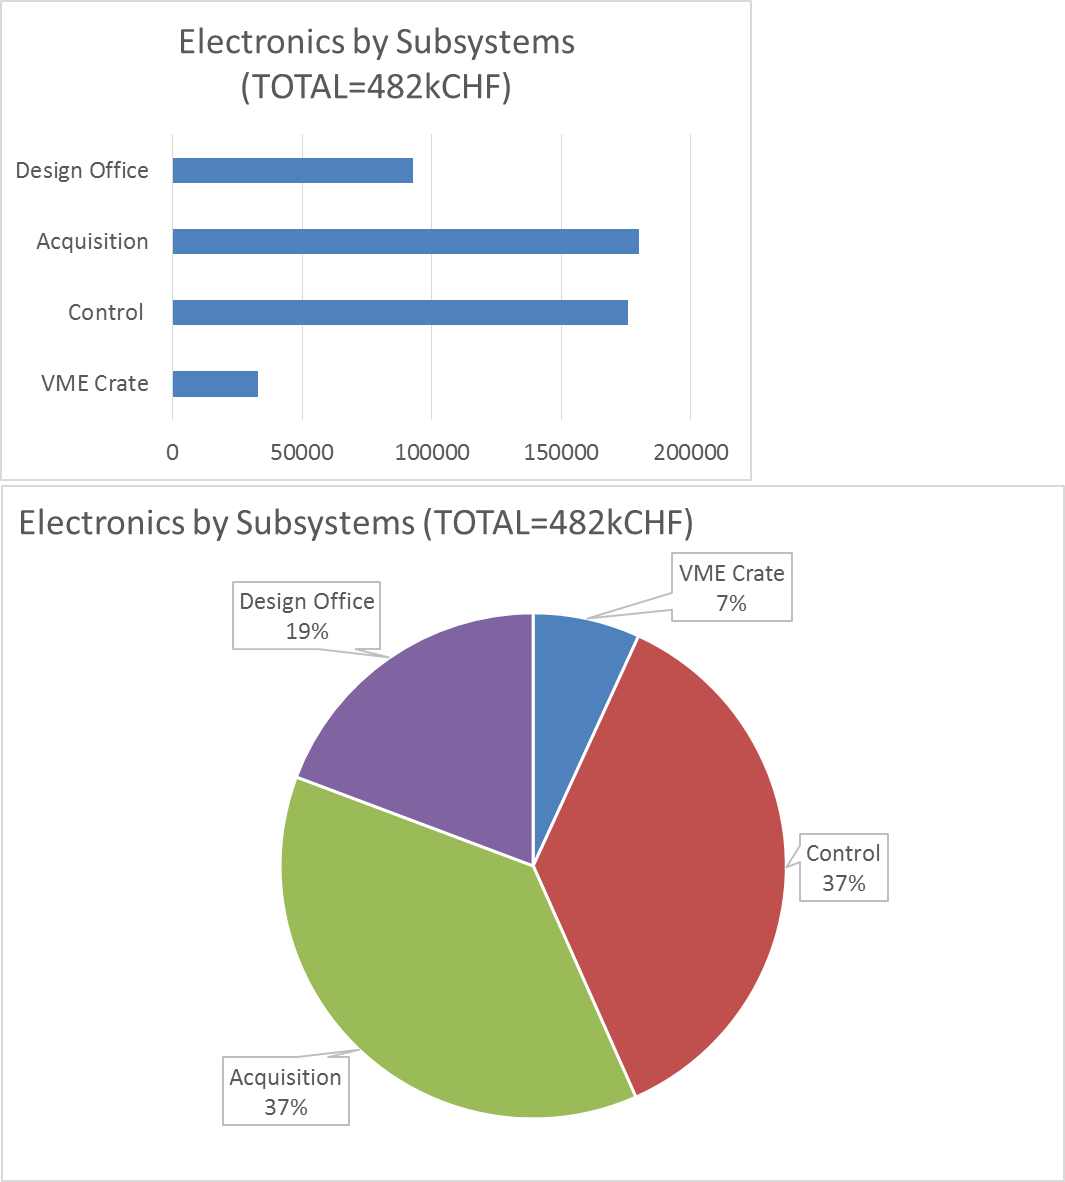 Electronics by Subsystems
(TOTAL=482kCHF)
Design Office
Acquisition
Control
VME Crate
0 50000 100000 150000 200000
Electronics by Subsystems (TOTAL=482kCHF)
VME Crate
7%
Design Office
19%
Control
37%
Acquisition
37%